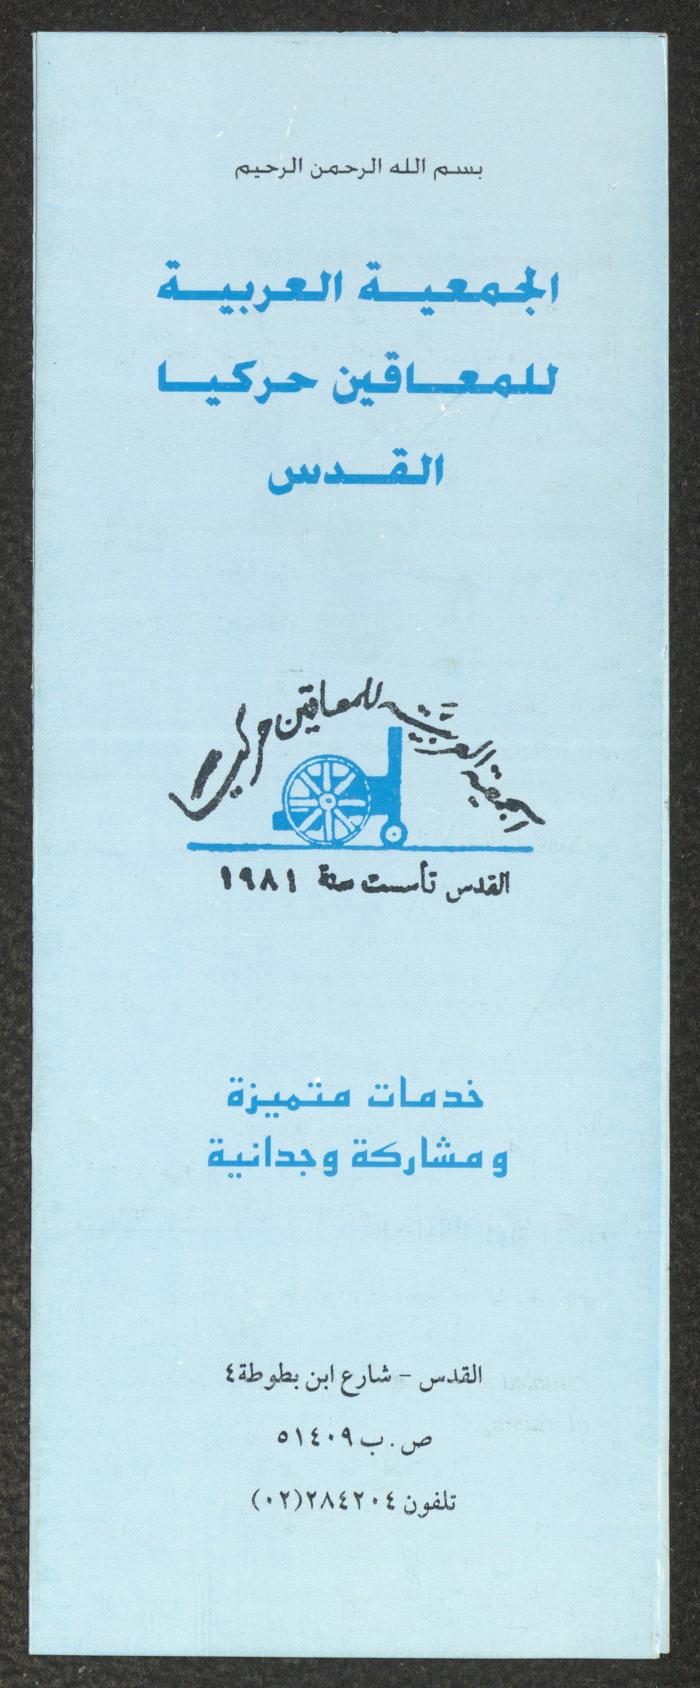 بسم الله الرحمن الرحيم
الجمعية العربية
للمعاقين حركيا
القدس
الجمعية العربية للمعاقين حركيا
القدس تأسست سنة ١٩٨١
خدمات متميزة
ومشاركة وجدانية
القدس - شارع ابن بطوطة ٤
ص.ب ٥١٤٠٩
تلفون ٢٨٤٢٠٤(٠٢)